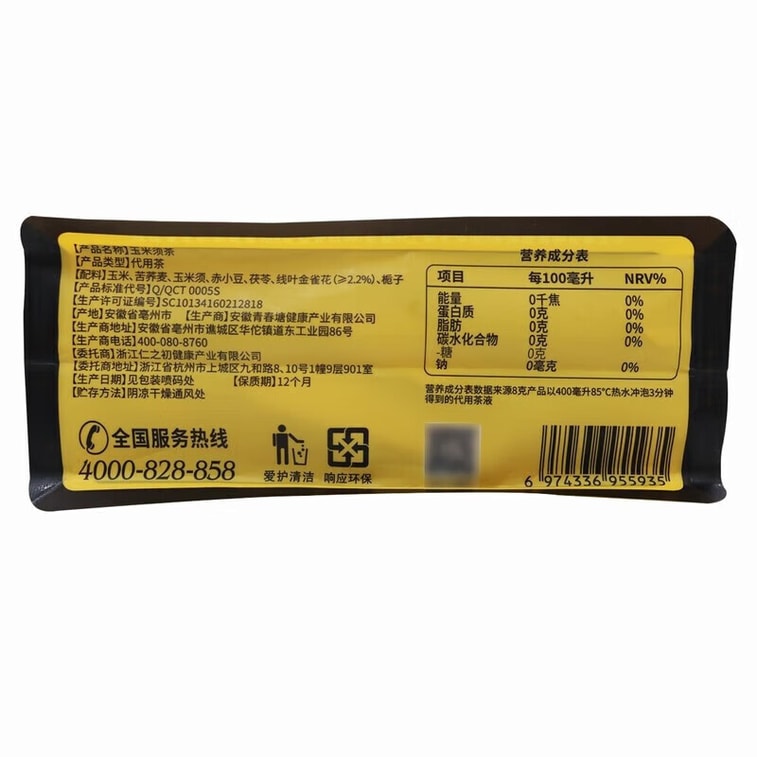 【产品名称】玉米须茶
【产品类型】代用茶
【配料】玉米、苦荞麦、玉米须、赤小豆、茯苓、线叶金雀花(≥2.2%)、栀子
【产品标准代号】Q/QCT 0005S
【生产许可证编号】SC10134160212818
【产地】安徽省亳州市 【生产商】安徽青春塘健康产业有限公司
【生产商地址】安徽省亳州市谯城区华佗镇道东工业园86号
【生产商电话】400-080-8760
【委托商】浙江仁之初健康产业有限公司
【委托商地址】浙江省杭州市上城区九和路8、10号1幢9层901室
【生产日期】见包装喷码处 【保质期】12个月
【贮存方法】阴凉干燥通风处
全国服务热线
4000-828-858
爱护清洁 响应环保
营养成分表
项目 每100毫升 NRV%
能量 0千焦 0%
蛋白质 0克 0%
脂肪 0克 0%
碳水化合物 0克 0%
-糖 0克
钠 0毫克 0%
营养成分表数据来源8克产品以400毫升85°C热水冲泡3分钟
得到的代用茶液
6 974336 955935